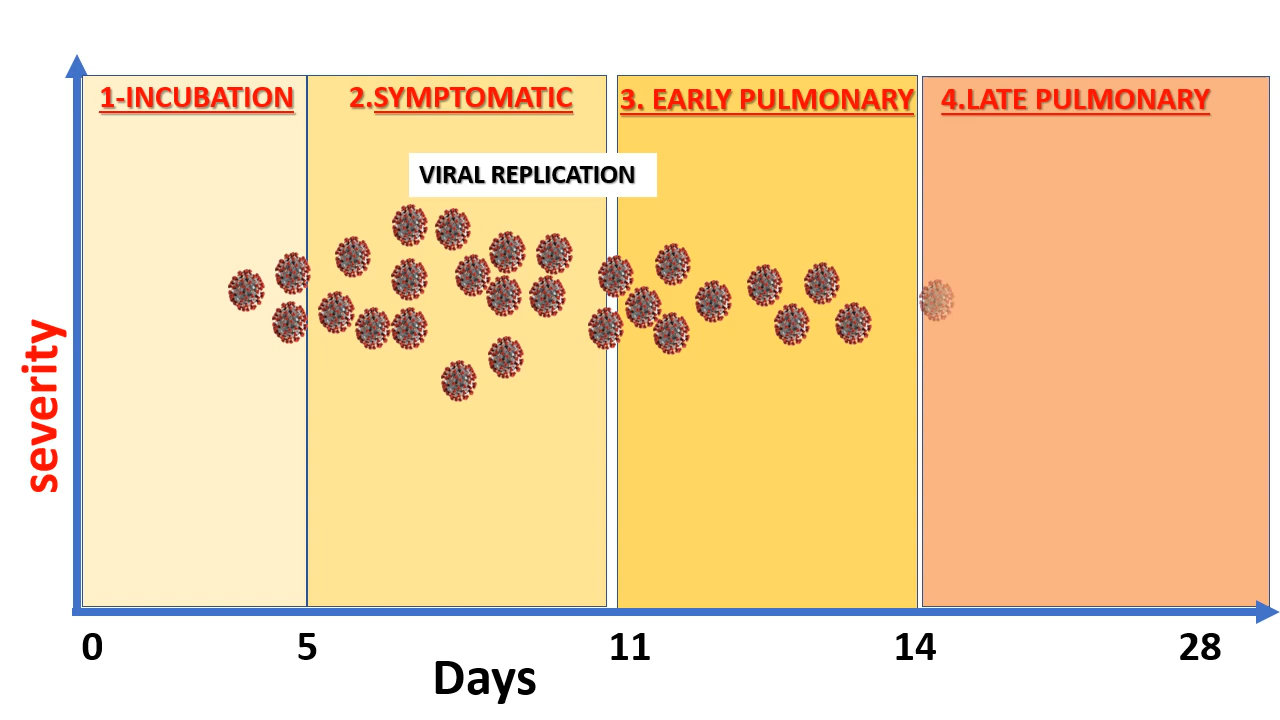 1-INCUBATION
2.SYMPTOMATIC
3. EARLY PULMONARY
4.LATE PULMONARY
VIRAL REPLICATION
severity
0
5
11
14
28
Days